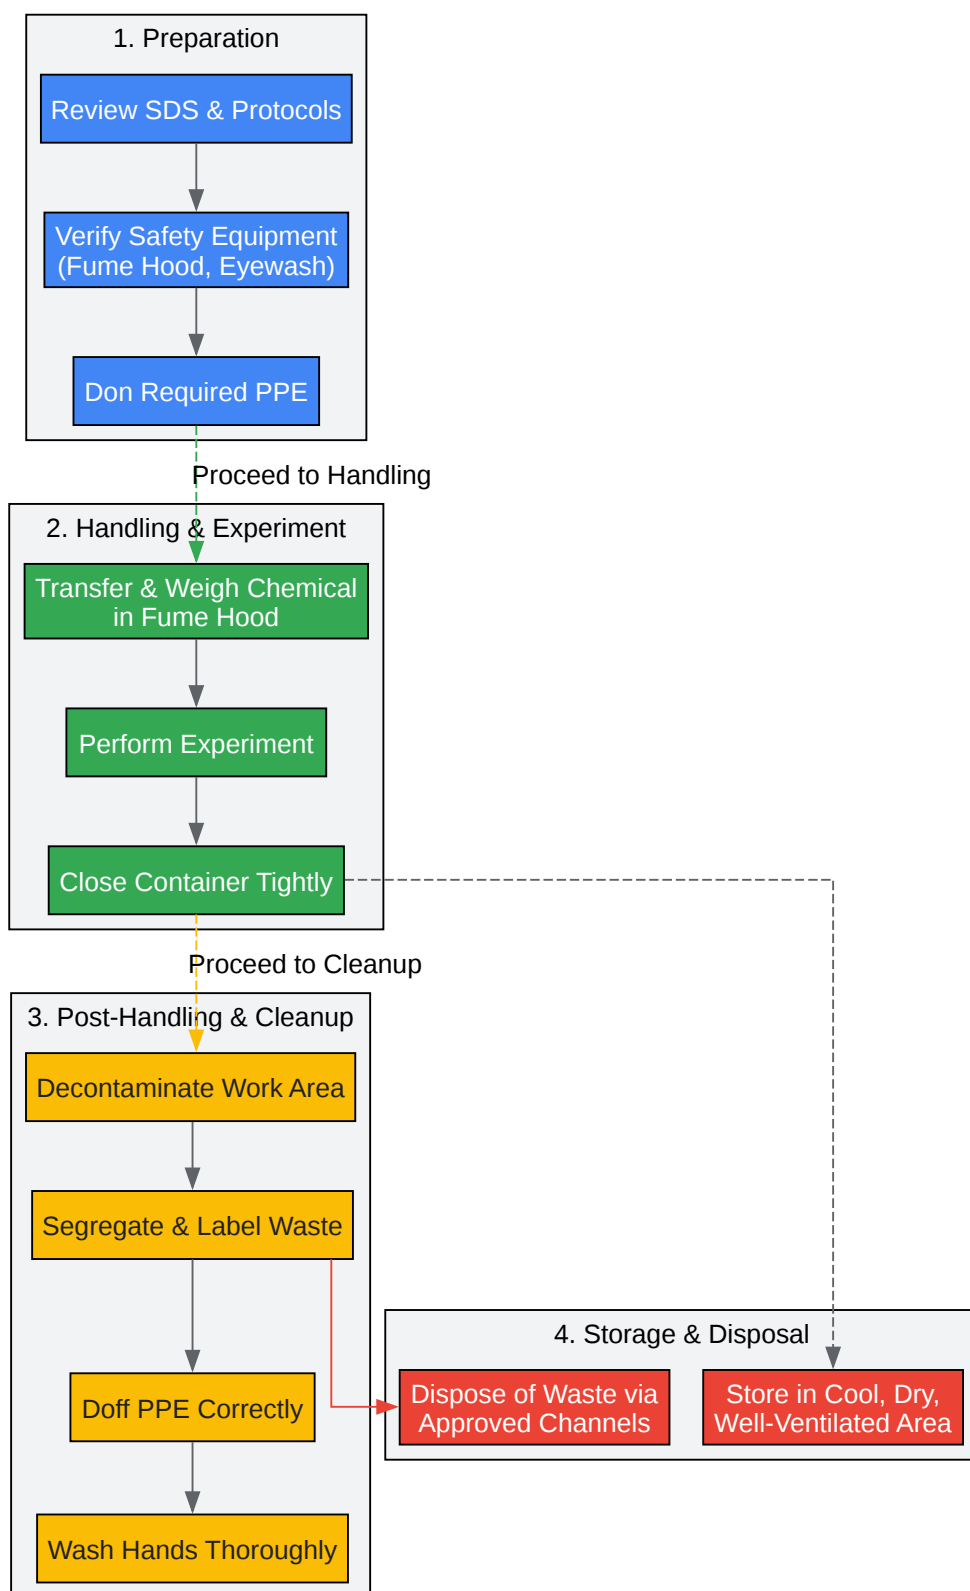 1. Preparation
Review SDS & Protocols
Verify Safety Equipment
(Fume Hood, Eyewash)
Don Required PPE
Proceed to Handling
2. Handling & Experiment
Transfer & Weigh Chemical
in Fume Hood
Perform Experiment
Close Container Tightly
Proceed to Cleanup
3. Post-Handling & Cleanup
Decontaminate Work Area
Segregate & Label Waste
Doff PPE Correctly
Wash Hands Thoroughly
4. Storage & Disposal
Dispose of Waste via
Approved Channels
Store in Cool, Dry,
Well-Ventilated Area